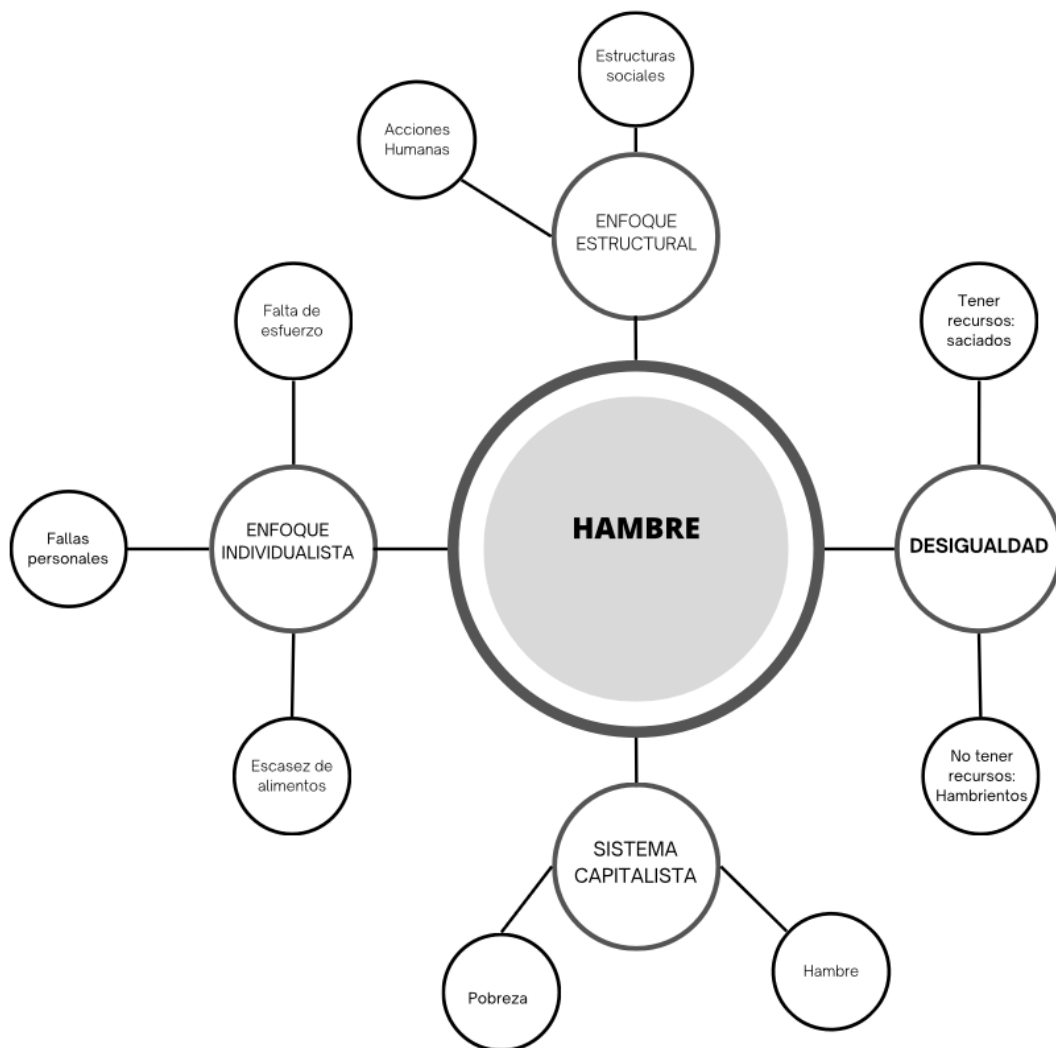 Estructuras
sociales
Acciones
Humanas
ENFOQUE
ESTRUCTURAL
Falta de
esfuerzo
Tener
recursos:
saciados
Fallas
personales
ENFOQUE
INDIVIDUALISTA
HAMBRE
DESIGUALDAD
Escasez de
alimentos
No tener
recursos:
Hambrientos
SISTEMA
CAPITALISTA
Pobreza
Hambre